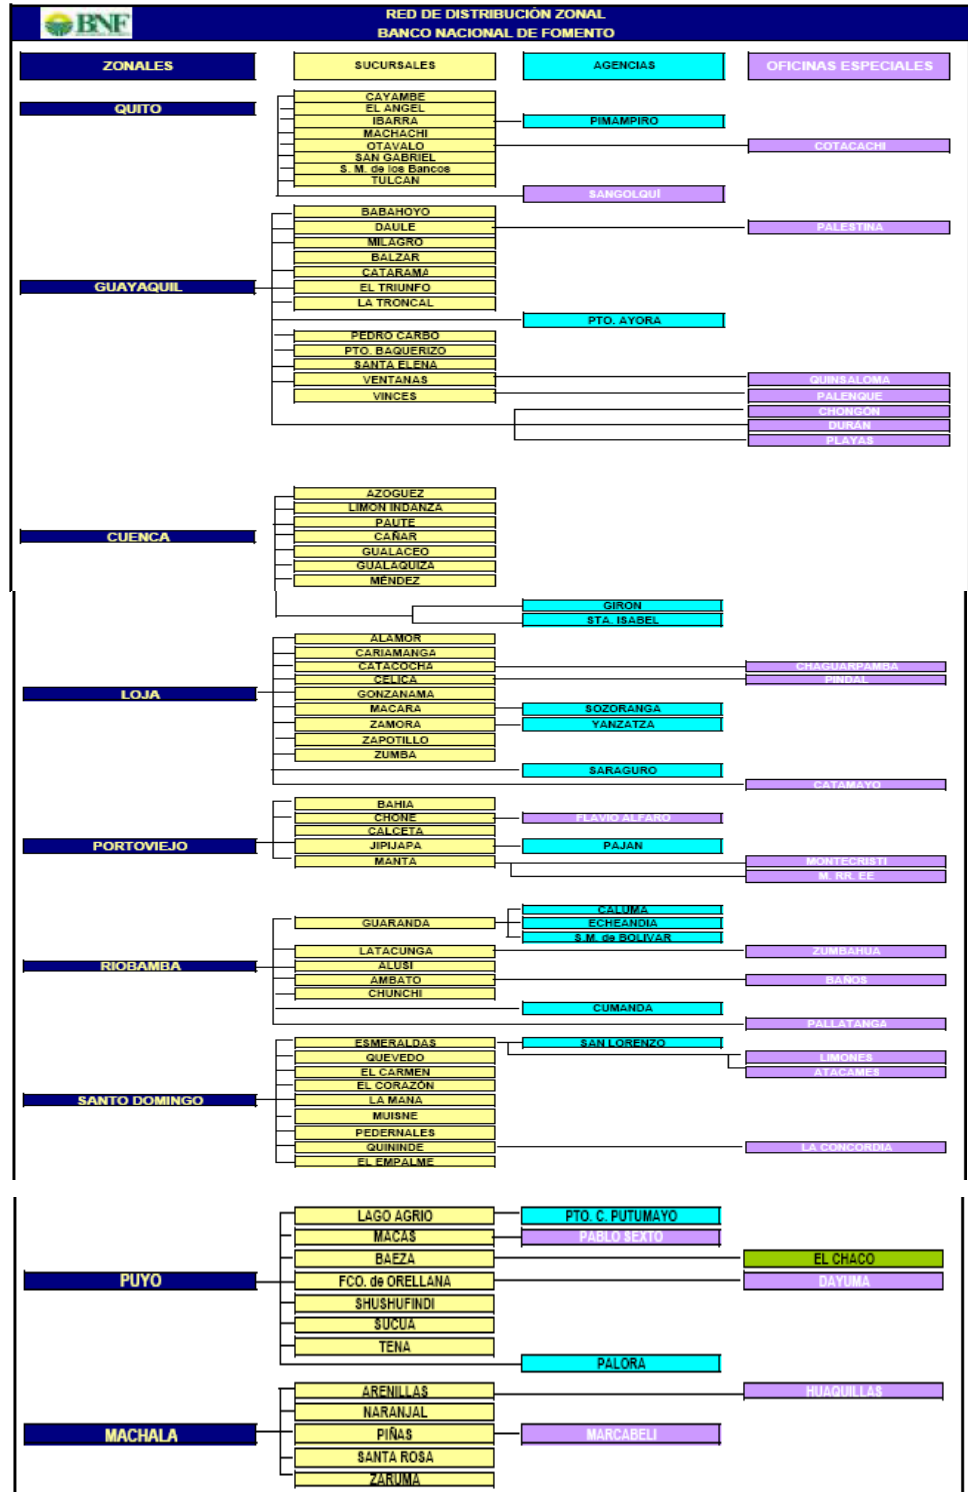 BNF
RED DE DISTRIBUCIÓN ZONAL
BANCO NACIONAL DE FOMENTO
ZONALES SUCURSALES AGENCIAS OFICINAS ESPECIALES
CAYAMBE
QUITO EL ANGEL
IBARRA PIMAMPIRO
MACHACHI
OTAVALO COTACACHI
SAN GABRIEL
S. M. de los Bancos
TULCAN
SANGOLQUÍ
BABAHOYO
DAULE PALESTINA
MILAGRO
BALZAR
CATARAMA
GUAYAQUIL EL TRIUNFO
LA TRONCAL
PTO. AYORA
PEDRO CARBO
PTO. BAQUERIZO
SANTA ELENA
VENTANAS QUINSALOMA
VINCES PALENQUE
CHONGÓN
DURÁN
PLAYAS
AZOGUEZ
LIMON INDANZA
PAUTE
CUENCA CAÑAR
GUALACEO
GUALAQUIZA
MÉNDEZ
GIRON
STA. ISABEL
ALAMOR
CARIAMANGA
CATACOCHA CHAGUARPAMBA
CELICA PINDAL
LOJA GONZANAMA
MACARA SOZORANGA
ZAMORA YANZATZA
ZAPOTILLO
ZUMBA
SARAGURO
CATAMAYO
BAHIA
CHONE FLAVIO ALFARO
CALCETA
PORTOVIEJO JIPIJAPA PAJAN
MANTA MONTECRISTI
M. RR. EE
CALUMA
GUARANDA ECHEANDIA
S.M. de BOLIVAR
LATACUNGA ZUMBAHUA
RIOBAMBA ALUSI
AMBATO BAÑOS
CHUNCHI
CUMANDA
PALLATANGA
ESMERALDAS SAN LORENZO
QUEVEDO LIMONES
EL CARMEN ATACAMES
EL CORAZÓN
SANTO DOMINGO LA MANA
MUISNE
PEDERNALES
QUININDE LA CONCORDIA
EL EMPALME
LAGO AGRIO PTO. C. PUTUMAYO
MACAS PABLO SEXTO
BAEZA EL CHACO
PUYO FCO. de ORELLANA DAYUMA
SHUSHUFINDI
SUCUA
TENA
PALORA
ARENILLAS HUAQUILLAS
NARANJAL
MACHALA PIÑAS MARCABELI
SANTA ROSA
ZARUMA